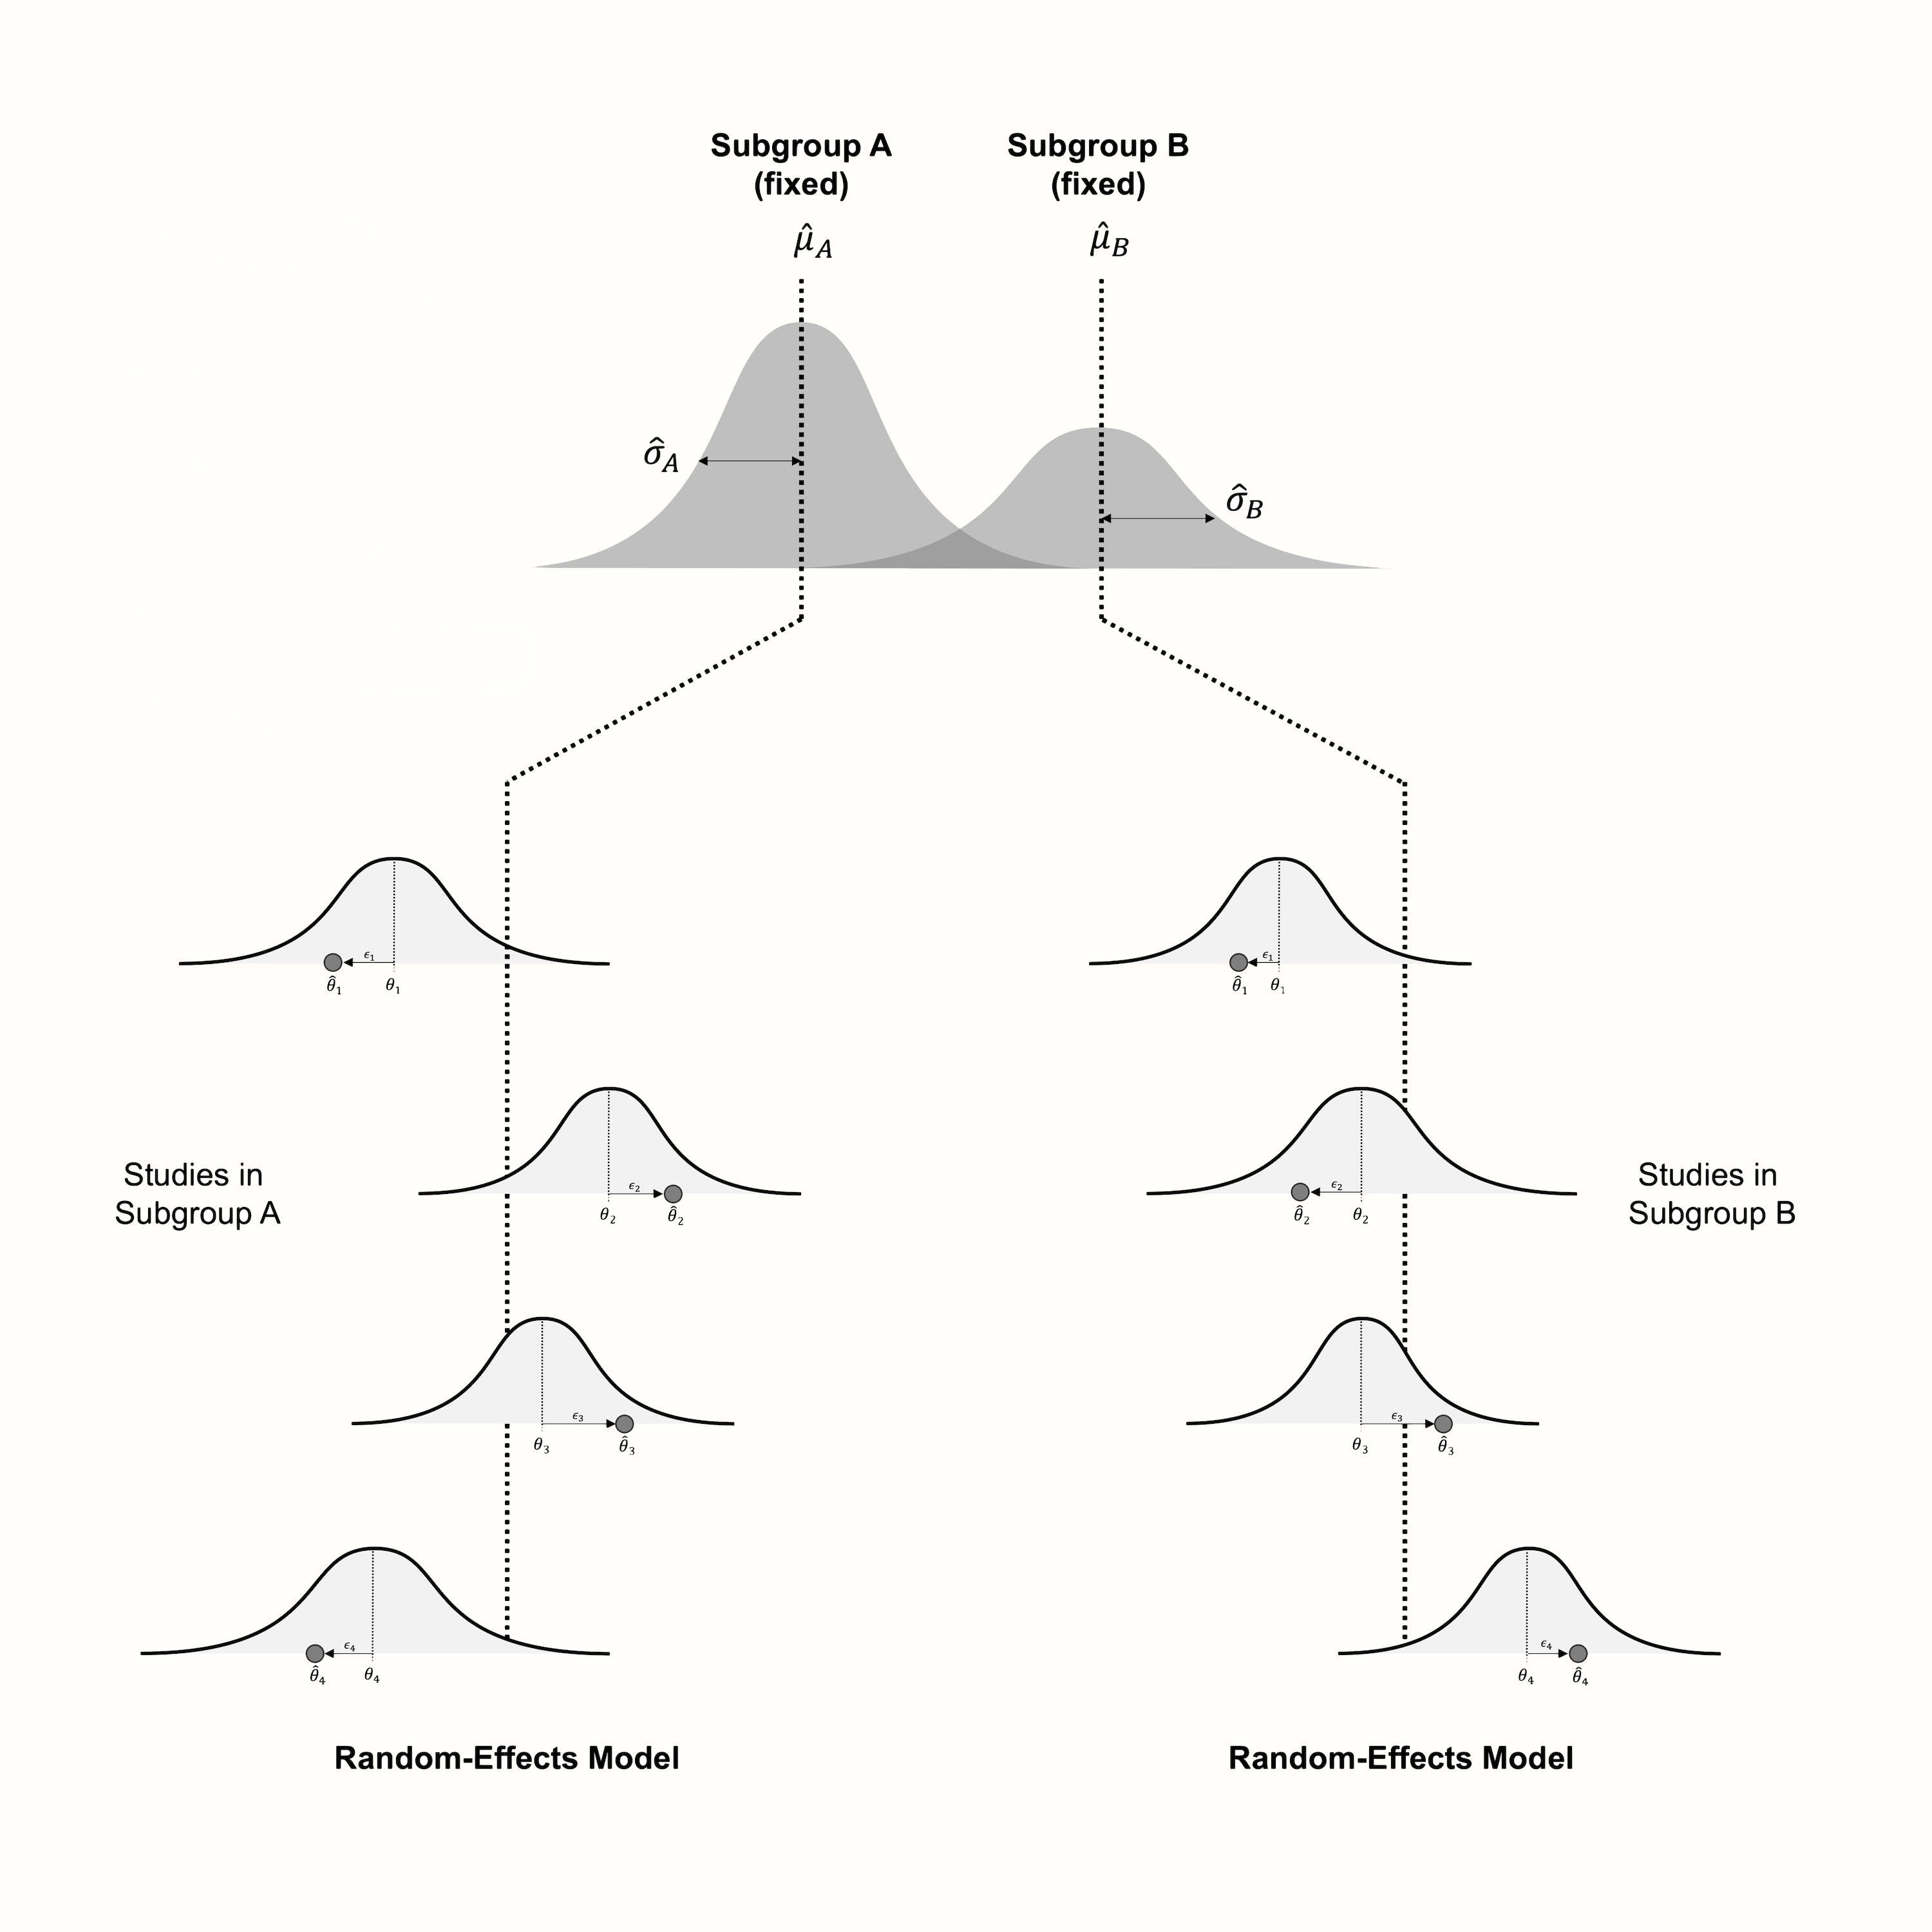 Subgroup A
(fixed)
Subgroup B
(fixed)
μ̂_A
μ̂_B
σ̂_A
σ̂_B
ϵ₁
θ̂₁ θ₁
ϵ₁
θ̂₁ θ₁
ϵ₂
θ₂ θ̂₂
ϵ₂
θ̂₂ θ₂
Studies in
Subgroup A
Studies in
Subgroup B
ϵ₃
θ₃ θ̂₃
ϵ₃
θ₃ θ̂₃
ϵ₄
θ̂₄ θ₄
ϵ₄
θ₄ θ̂₄
Random-Effects Model
Random-Effects Model